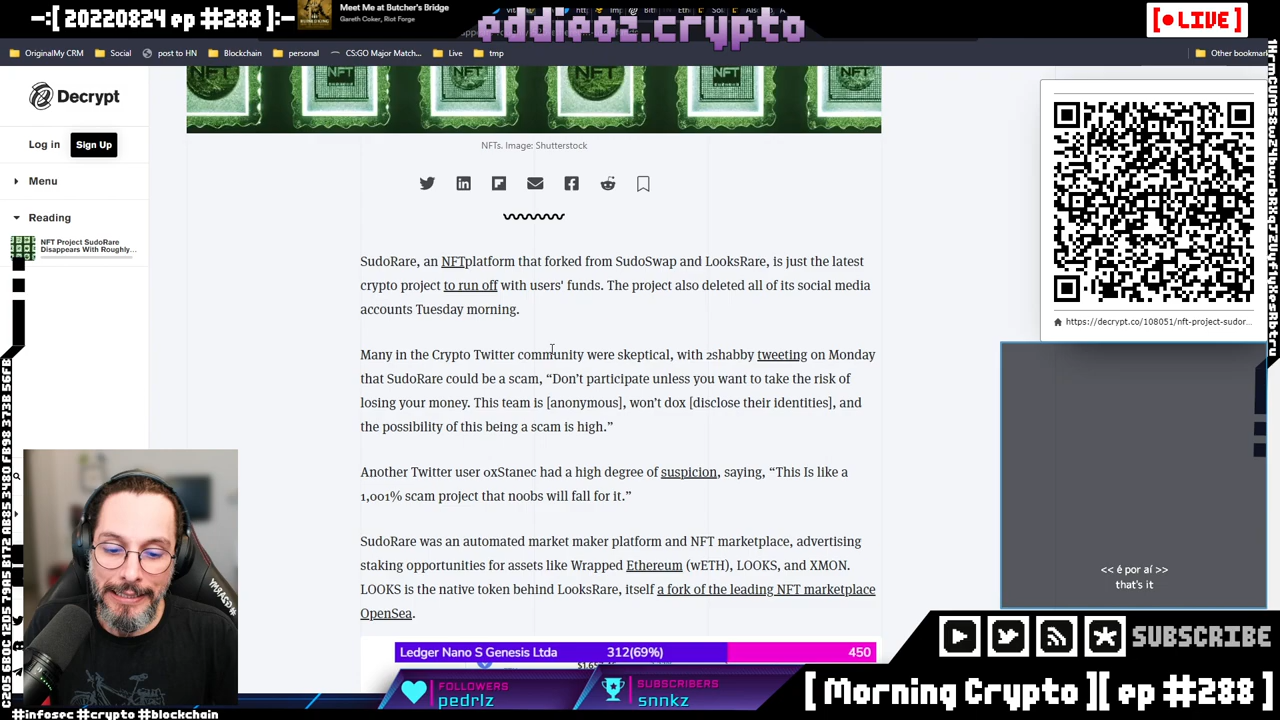 -:[ 20220824 ep #288 ]:-
Meet Me at Butcher's Bridge
Gareth Coker, Riot Forge
eddieoz.crypto
[ LIVE ]
OriginalMy CRM
Social
post to HN
Blockchain
personal
CS:GO Major Match...
Live
tmp
Other bookmar
Decrypt
Log in
Sign Up
Menu
Reading
NFT Project SudoRare
Disappears With Roughly...
NFTs. Image: Shutterstock
SudoRare, an NFTplatform that forked from SudoSwap and LooksRare, is just the latest
crypto project to run off with users' funds. The project also deleted all of its social media
accounts Tuesday morning.
Many in the Crypto Twitter community were skeptical, with 2shabby tweeting on Monday
that SudoRare could be a scam, “Don’t participate unless you want to take the risk of
losing your money. This team is [anonymous], won’t dox [disclose their identities], and
the possibility of this being a scam is high.”
Another Twitter user 0xStanec had a high degree of suspicion, saying, “This Is like a
1,001% scam project that noobs will fall for it.”
SudoRare was an automated market maker platform and NFT marketplace, advertising
staking opportunities for assets like Wrapped Ethereum (wETH), LOOKS, and XMON.
LOOKS is the native token behind LooksRare, itself a fork of the leading NFT marketplace
OpenSea.
https://decrypt.co/108051/nft-project-sudor...
<< é por aí >>
that's it
Ledger Nano S Genesis Ltda 312(69%) 450
FOLLOWERS
pedrlz
SUBSCRIBERS
snnkz
SUBSCRIBE
[ Morning Crypto ][ ep #288 ]
#infosec #crypto #blockchain